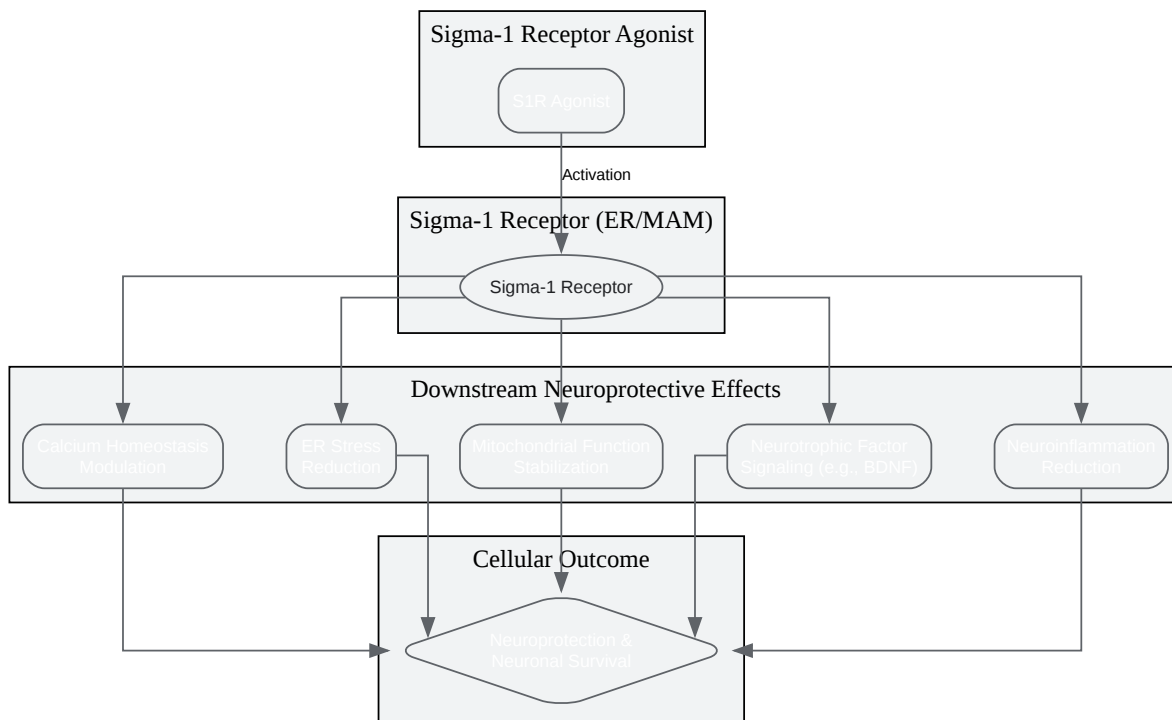 Sigma-1 Receptor Agonist
S1R Agonist
Activation
Sigma-1 Receptor (ER/MAM)
Sigma-1 Receptor
Downstream Neuroprotective Effects
Calcium Homeostasis
Modulation
ER Stress
Reduction
Mitochondrial Function
Stabilization
Neurotrophic Factor
Signaling (e.g., BDNF)
Neuroinflammation
Reduction
Cellular Outcome
Neuroprotection &
Neuronal Survival